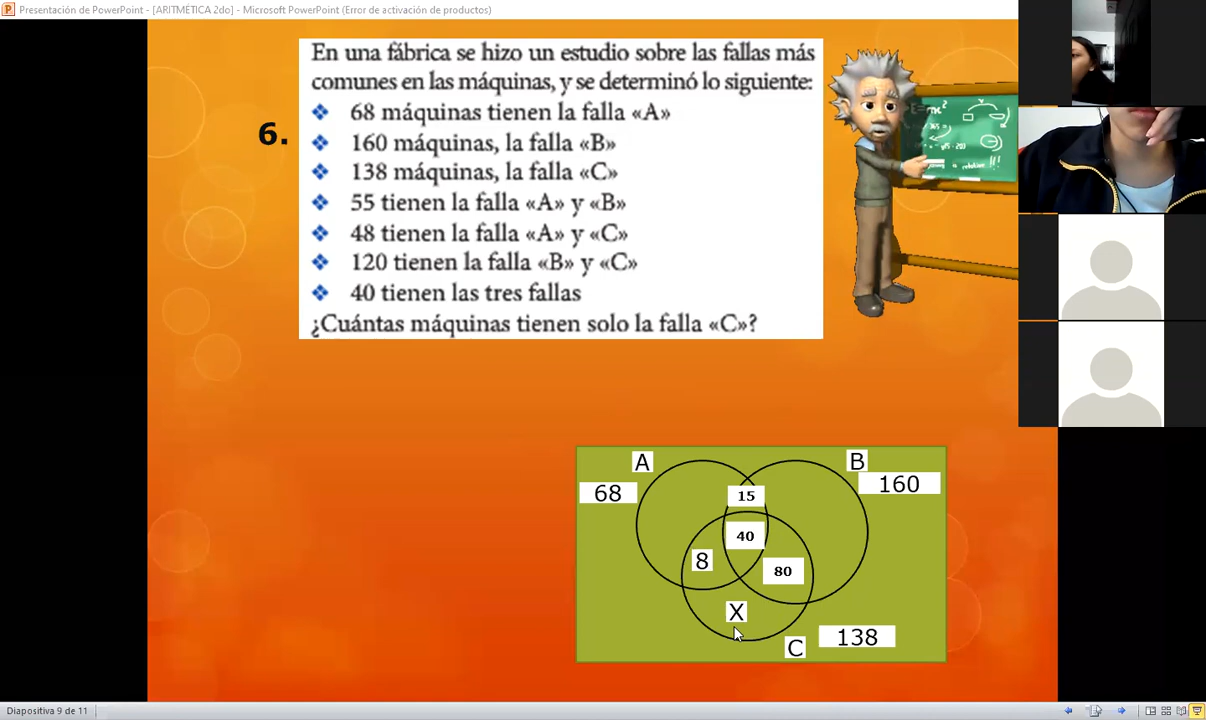 Presentación de PowerPoint - [ARITMÉTICA 2do] - Microsoft PowerPoint (Error de activación de productos)
En una fábrica se hizo un estudio sobre las fallas más
comunes en las máquinas, y se determinó lo siguiente:
6.
❖ 68 máquinas tienen la falla «A»
❖ 160 máquinas, la falla «B»
❖ 138 máquinas, la falla «C»
❖ 55 tienen la falla «A» y «B»
❖ 48 tienen la falla «A» y «C»
❖ 120 tienen la falla «B» y «C»
❖ 40 tienen las tres fallas
¿Cuántas máquinas tienen solo la falla «C»?
A
B
68
15
160
40
8
80
X
C
138
Diapositiva 9 de 11